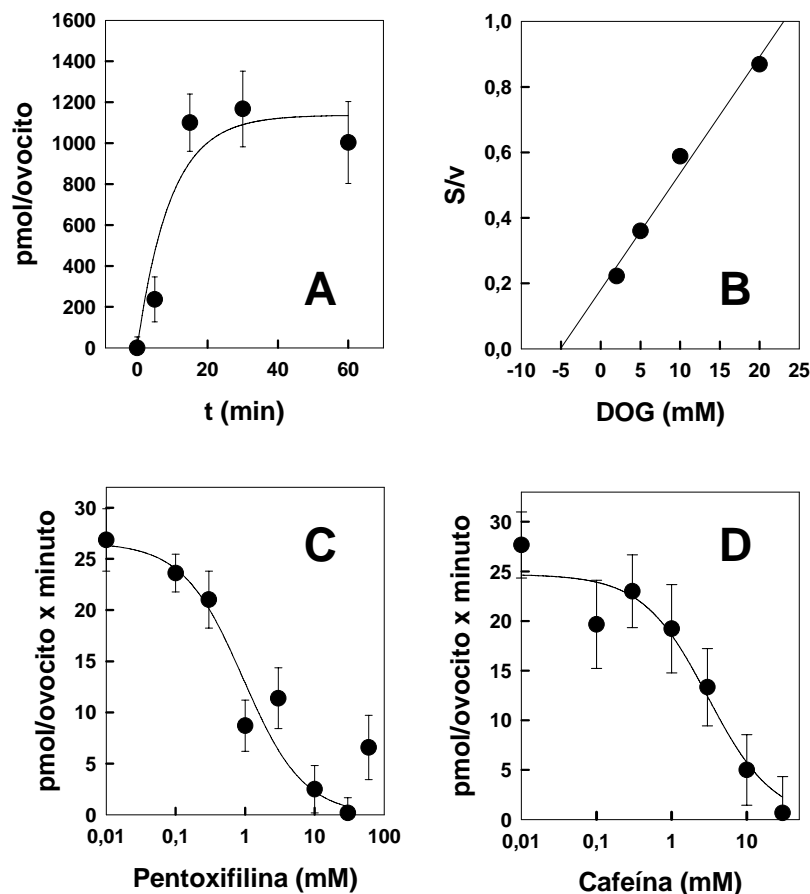 1600
1400
1200
1000
800
600
400
200
0
pmol/ovocito
A
0 20 40 60
t (min)
1,0
0,8
0,6
0,4
0,2
0,0
S/v
B
-10 -5 0 5 10 15 20 25
DOG (mM)
30
25
20
15
10
5
0
pmol/ovocito x minuto
C
0,01 0,1 1 10 100
Pentoxifilina (mM)
30
25
20
15
10
5
0
pmol/ovocito x minuto
D
0,01 0,1 1 10
Cafeína (mM)